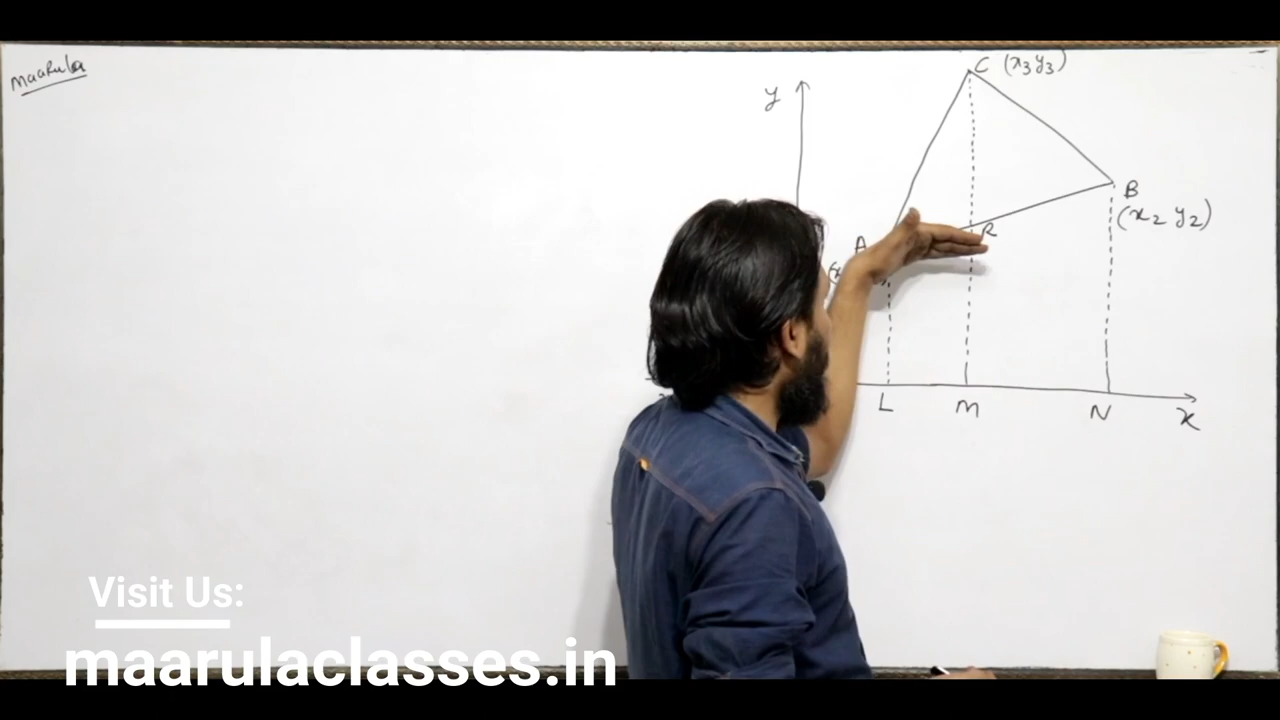 Maarula
C (x₃ y₃)
y
B
(x₂ y₂)
A
R
L M N x
Visit Us:
maarulaclasses.in